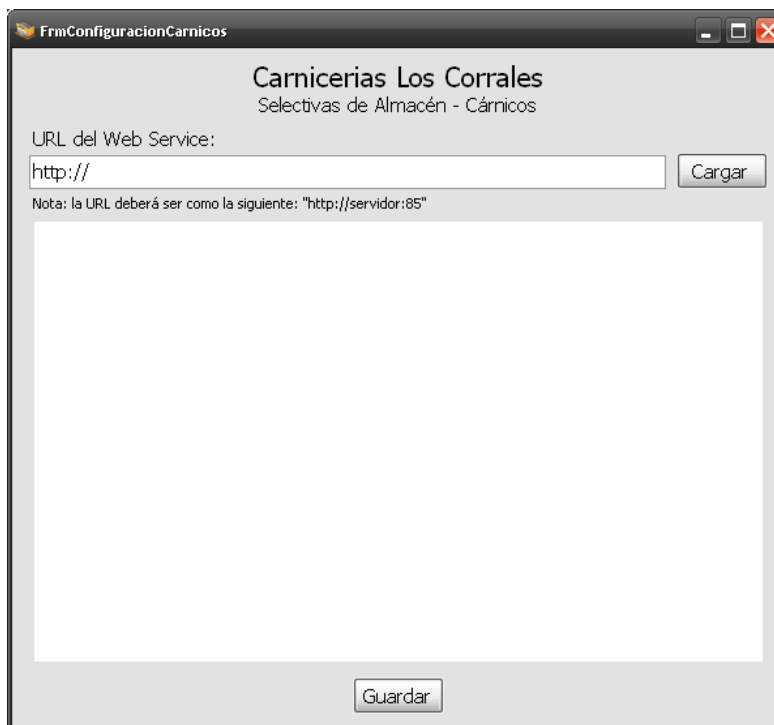 FrmConfiguracionCarnicos
Carnicerias Los Corrales
Selectivas de Almacén - Cárnicos
URL del Web Service:
http://
Cargar
Nota: la URL deberá ser como la siguiente: "http://servidor:85"
Guardar